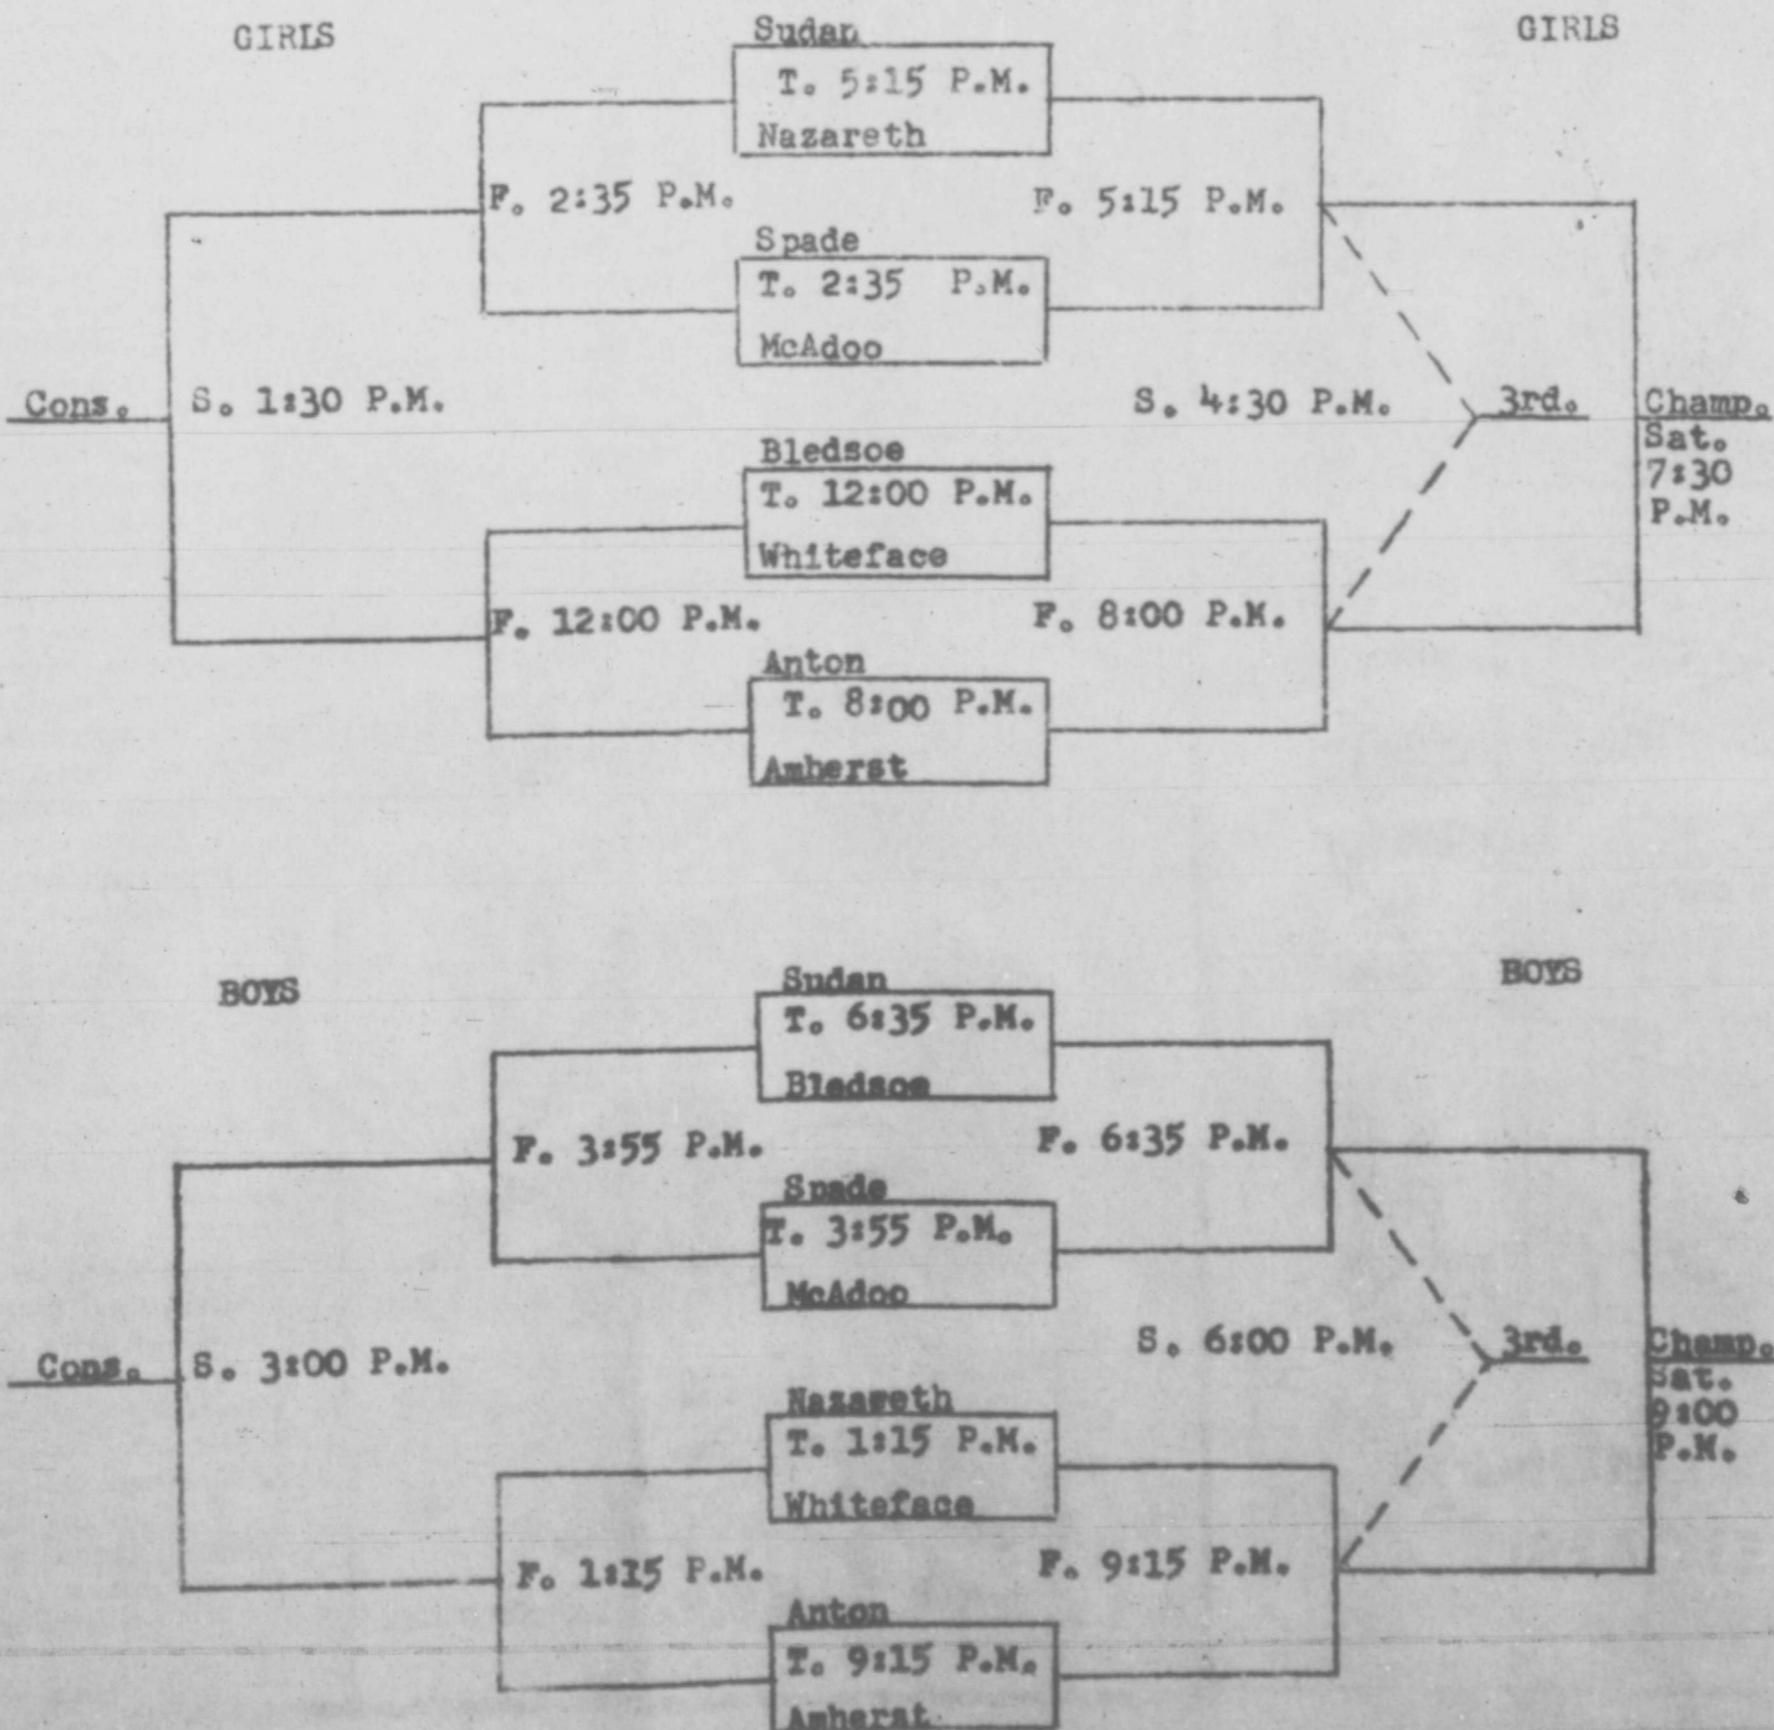 GIRLS GIRLS
Sudan
T. 5:15 P.M.
Nazareth
F. 2:35 P.M. F. 5:15 P.M.
Spade
T. 2:35 P.M.
McAdoo
Cons. S. 1:30 P.M. S. 4:30 P.M. 3rd. Champ.
Sat.
7:30
P.M.
Bledsoe
T. 12:00 P.M.
Whiteface
F. 12:00 P.M. F. 8:00 P.M.
Anton
T. 8:00 P.M.
Amherst
BOYS BOYS
Sudan
T. 6:35 P.M.
Bledsoe
F. 3:55 P.M. F. 6:35 P.M.
Spade
T. 3:55 P.M.
McAdoo
Cons. S. 3:00 P.M. S. 6:00 P.M. 3rd. Champ.
Sat.
9:00
P.M.
Nazareth
T. 1:15 P.M.
Whiteface
F. 1:15 P.M. F. 9:15 P.M.
Anton
T. 9:15 P.M.
Amherst